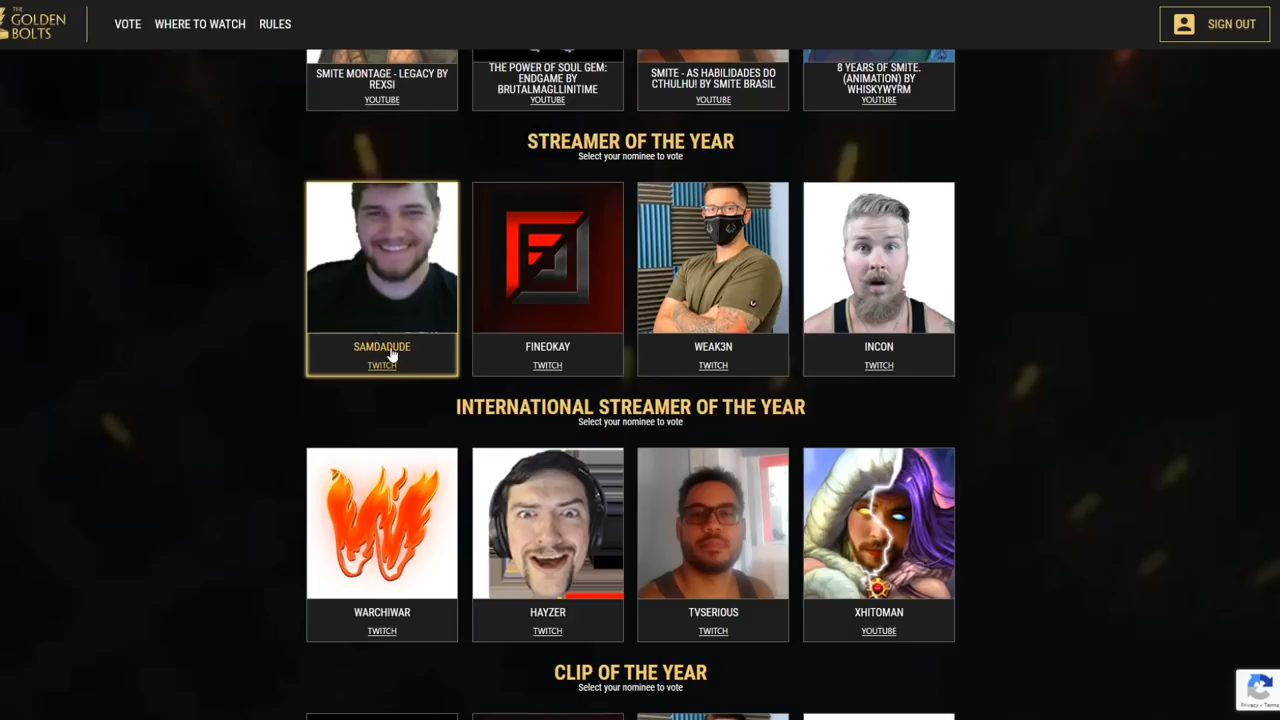 THE
GOLDEN
BOLTS
VOTE
WHERE TO WATCH
RULES
SIGN OUT
SMITE MONTAGE - LEGACY BY
REXSI
YOUTUBE
THE POWER OF SOUL GEM:
ENDGAME BY
BRUTALMAGLLINITIME
YOUTUBE
SMITE - AS HABILIDADES DO
CTHULHU! BY SMITE BRASIL
YOUTUBE
8 YEARS OF SMITE.
(ANIMATION) BY
WHISKYWYRM
YOUTUBE
STREAMER OF THE YEAR
Select your nominee to vote
SAMDADUDE
TWITCH
FINEOKAY
TWITCH
WEAK3N
TWITCH
INCON
TWITCH
INTERNATIONAL STREAMER OF THE YEAR
Select your nominee to vote
WARCHIWAR
TWITCH
HAYZER
TWITCH
TVSERIOUS
TWITCH
XHITOMAN
YOUTUBE
CLIP OF THE YEAR
Select your nominee to vote
Privacy - Terms